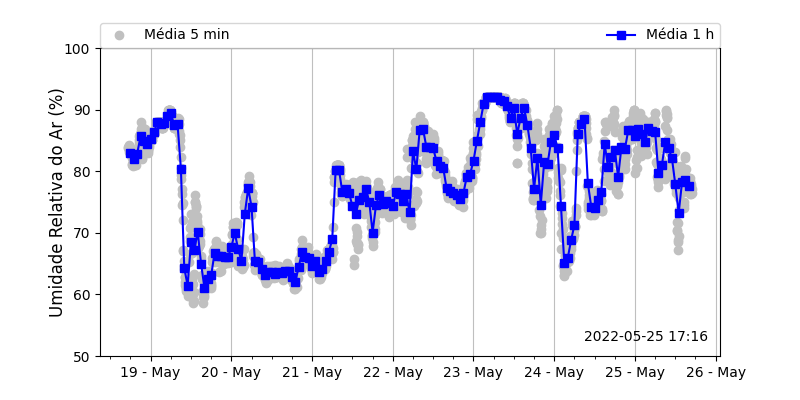 Média 5 min
Média 1 h
Umidade Relativa do Ar (%)
100
90
80
70
60
50
2022-05-25 17:16
19 - May
20 - May
21 - May
22 - May
23 - May
24 - May
25 - May
26 - May